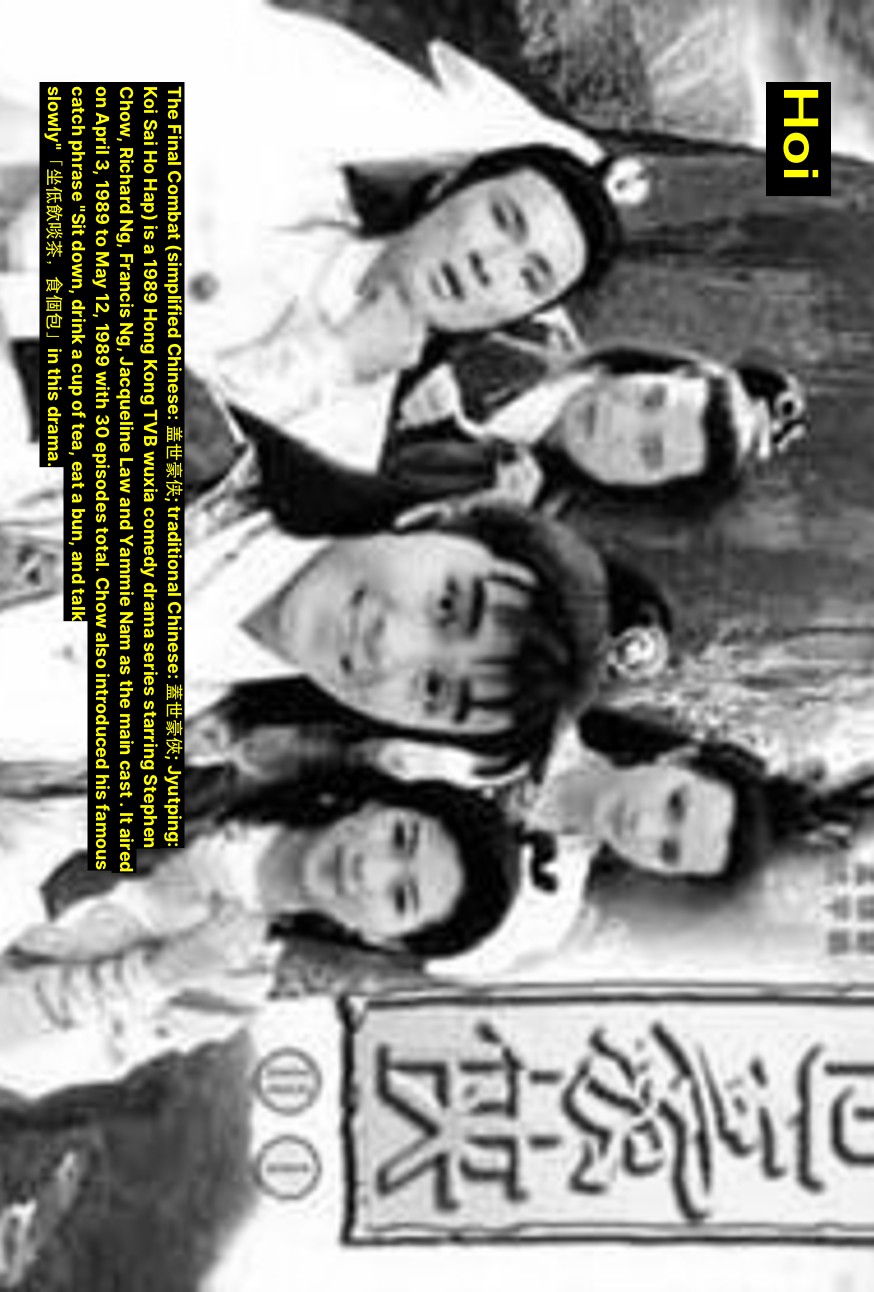 Hoi
The Final Combat (simplified Chinese: 盖世豪侠; traditional Chinese: 蓋世豪俠; Jyutping:
Koi Sai Ho Hap) is a 1989 Hong Kong TVB wuxia comedy drama series starring Stephen
Chow, Richard Ng, Francis Ng, Jacqueline Law and Yammie Nam as the main cast . It aired
on April 3, 1989 to May 12, 1989 with 30 episodes total. Chow also introduced his famous
catch phrase "Sit down, drink a cup of tea, eat a bun, and talk
slowly"「坐低飲啖茶，食個包」in this drama.
豪俠